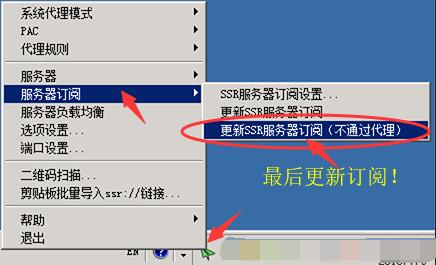 系统代理模式
PAC
代理规则
服务器
服务器订阅
服务器负载均衡
选项设置...
端口设置...
二维码扫描...
剪贴板批量导入ssr://链接...
帮助
退出
SSR服务器订阅设置...
更新SSR服务器订阅
更新SSR服务器订阅（不通过代理）
最后更新订阅！
EN